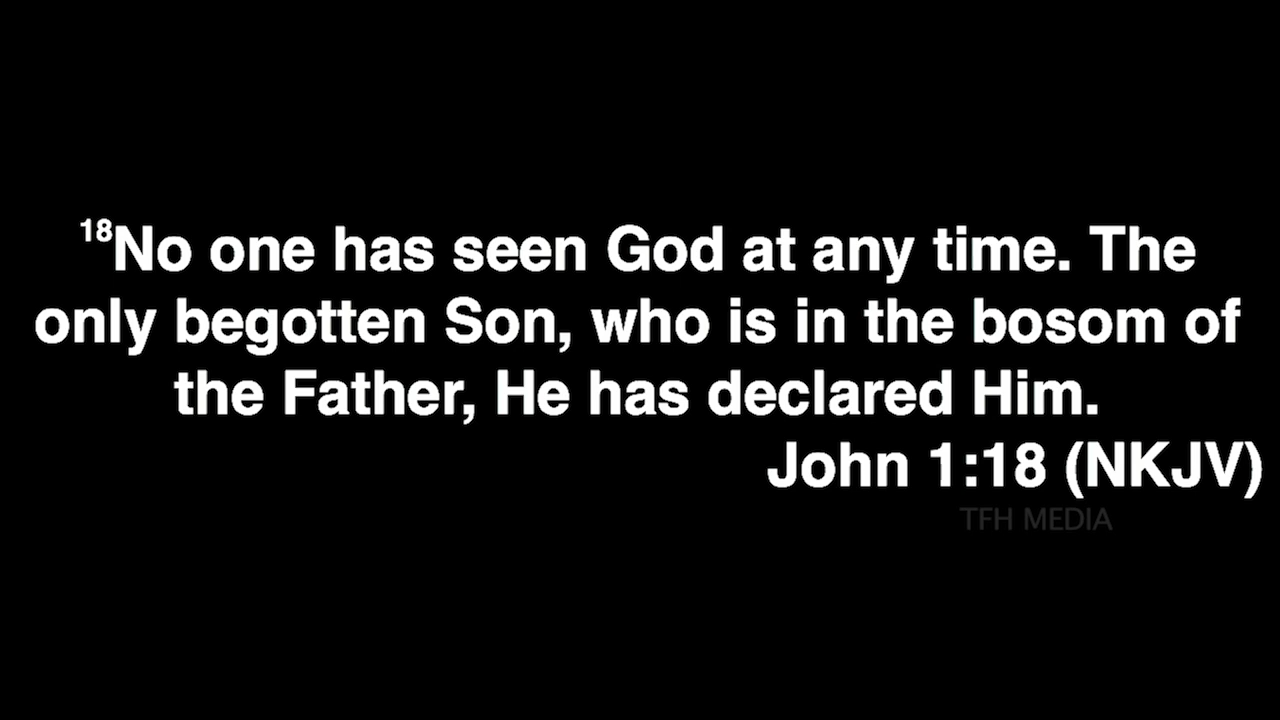 18No one has seen God at any time. The
only begotten Son, who is in the bosom of
the Father, He has declared Him.
John 1:18 (NKJV)
TFH MEDIA